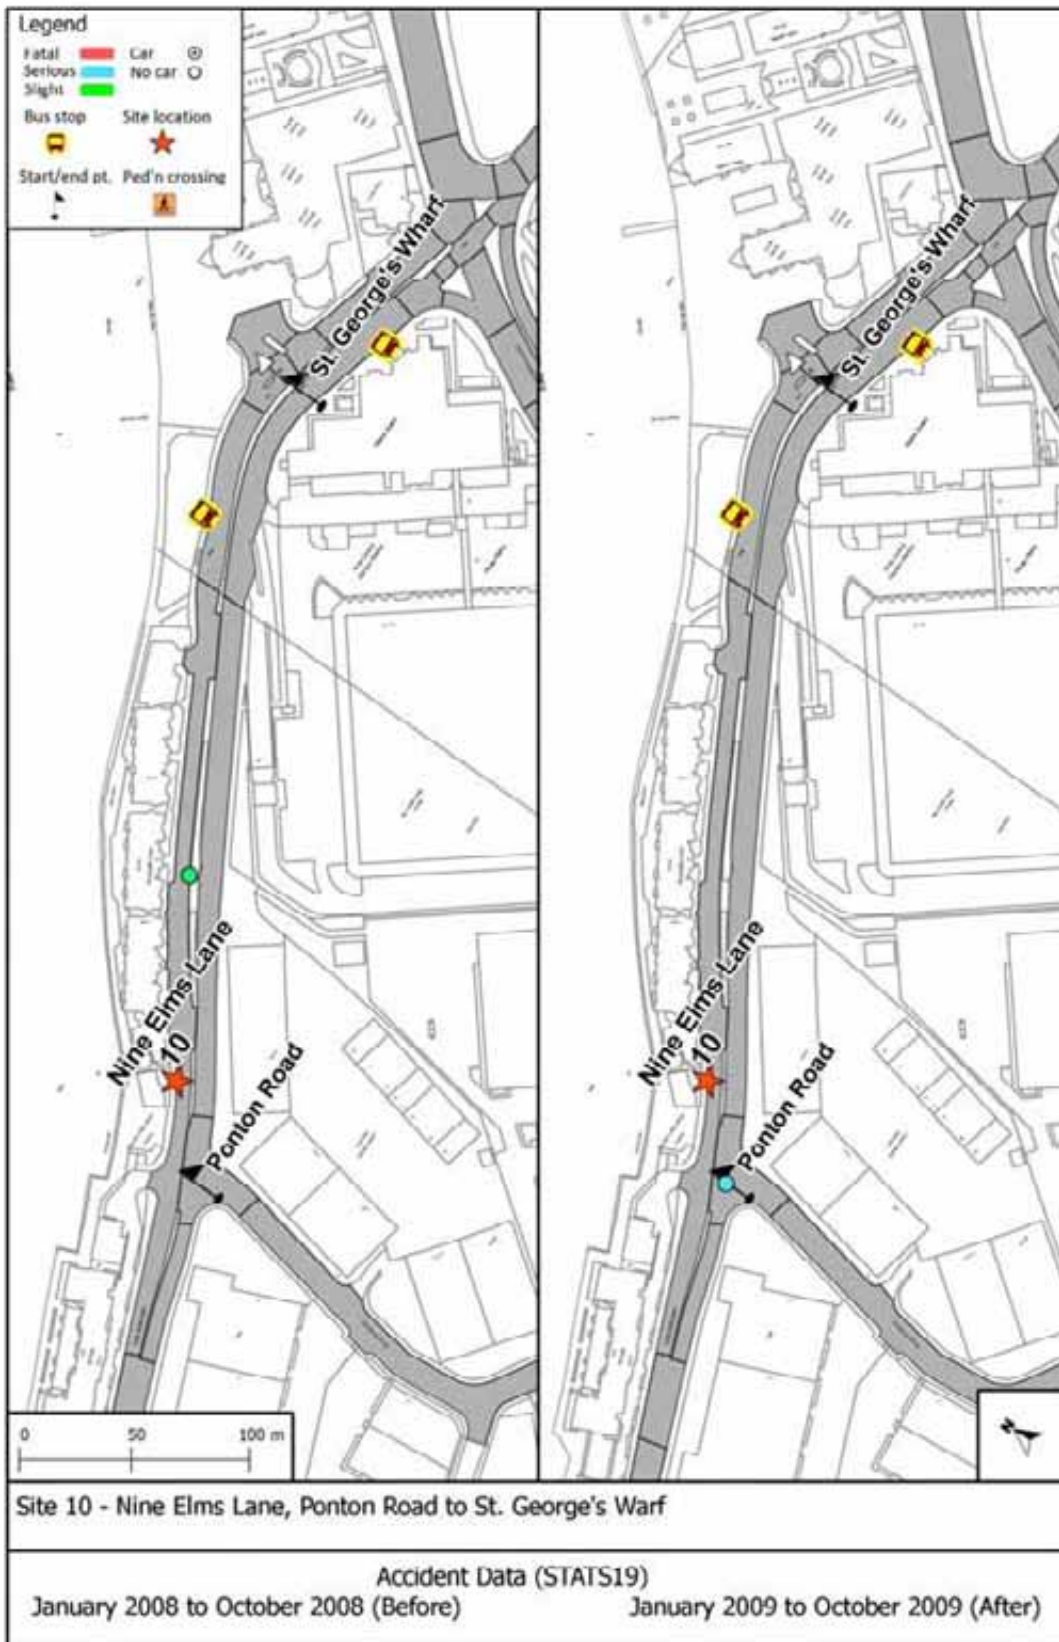 Legend
Fatal Car
Serious No car
Slight
Bus stop Site location
Start/end pt. Ped'n crossing
St. George's Wharf
St. George's Wharf
Nine Elms Lane
10
Ponton Road
Nine Elms Lane
10
Ponton Road
0 50 100 m
N
Site 10 - Nine Elms Lane, Ponton Road to St. George's Warf
Accident Data (STATS19)
January 2008 to October 2008 (Before) January 2009 to October 2009 (After)